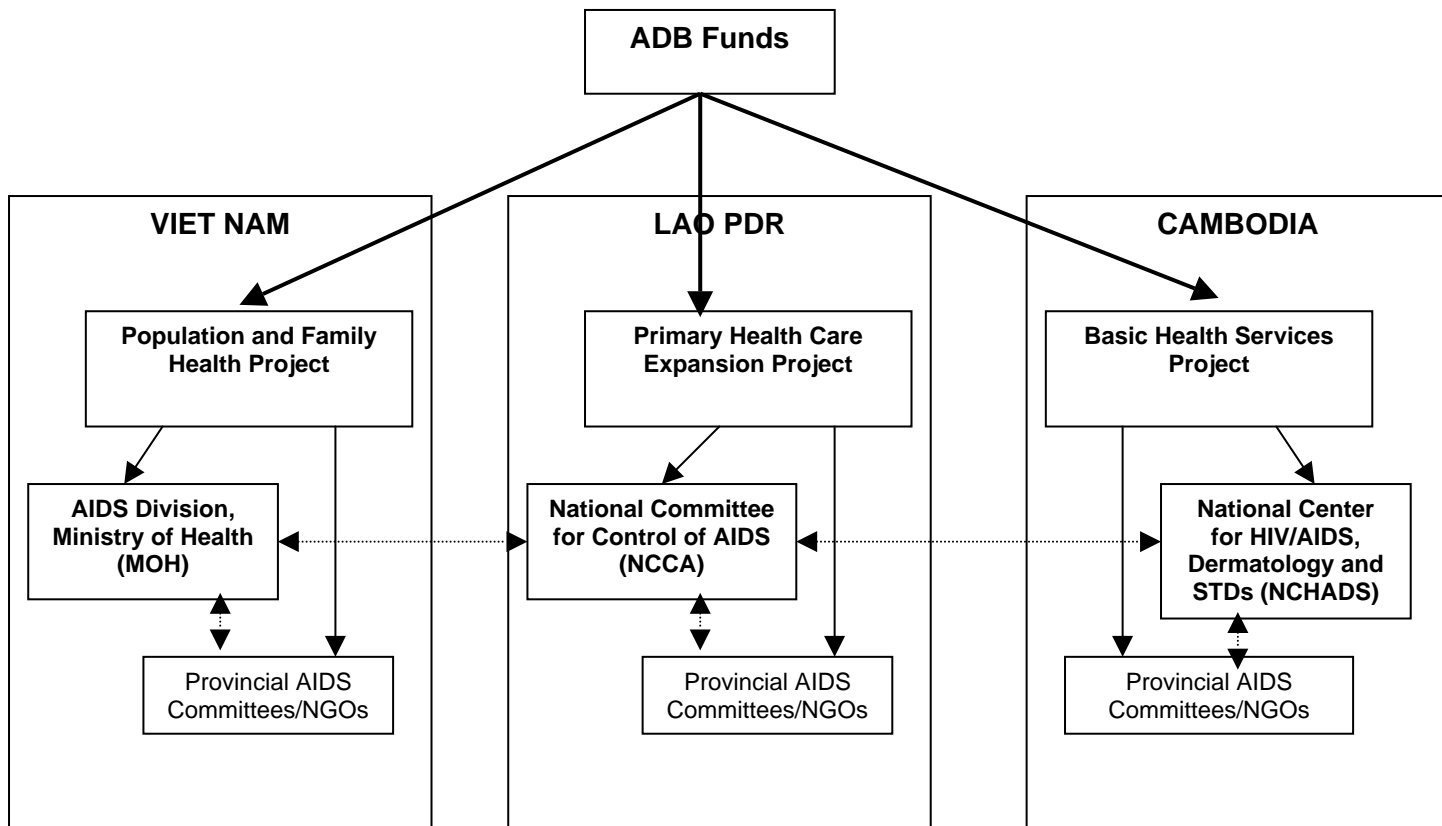 ADB Funds
VIET NAM
LAO PDR
CAMBODIA
Population and Family
Health Project
Primary Health Care
Expansion Project
Basic Health Services
Project
AIDS Division,
Ministry of Health
(MOH)
National Committee
for Control of AIDS
(NCCA)
National Center
for HIV/AIDS,
Dermatology and
STDs (NCHADS)
Provincial AIDS
Committees/NGOs
Provincial AIDS
Committees/NGOs
Provincial AIDS
Committees/NGOs